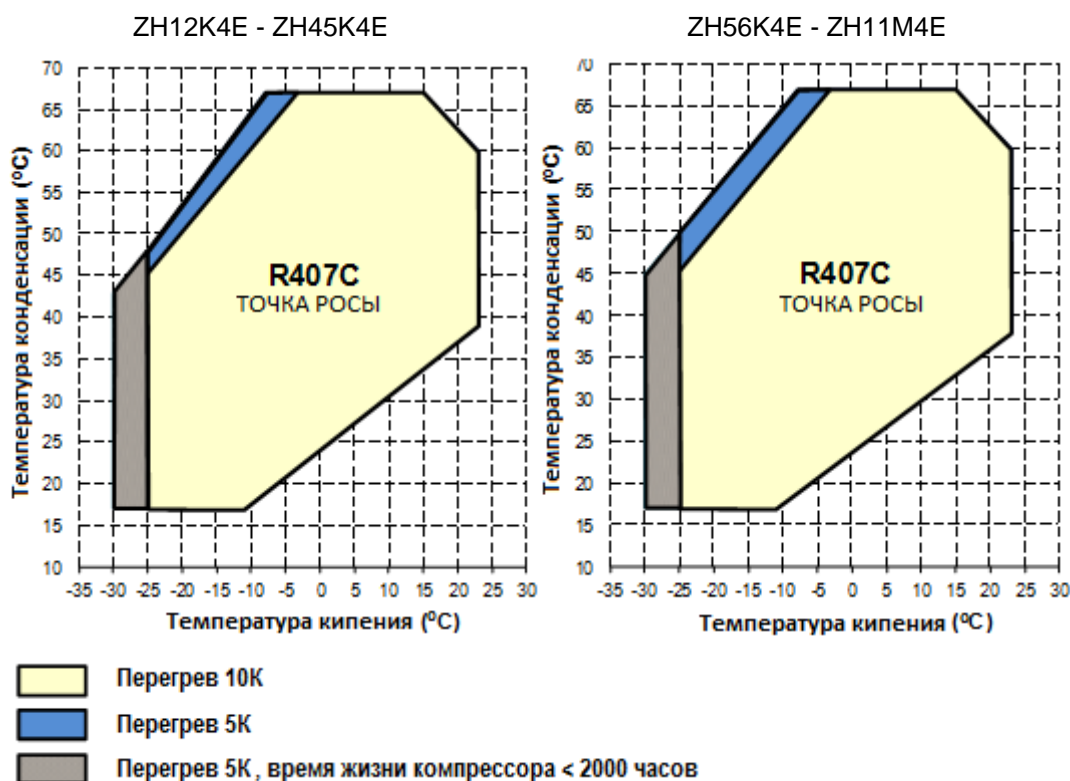 ZH12K4E - ZH45K4E
70
65
60
55
50
45
40
35
30
25
20
15
10
-35 -30 -25 -20 -15 -10 -5 0 5 10 15 20 25 30
Температура конденсации (⁰C)
Температура кипения (⁰C)
R407C
ТОЧКА РОСЫ
ZH56K4E - ZH11M4E
70
65
60
55
50
45
40
35
30
25
20
15
10
-35 -30 -25 -20 -15 -10 -5 0 5 10 15 20 25 30
Температура конденсации (⁰C)
Температура кипения (⁰C)
R407C
ТОЧКА РОСЫ
Перегрев 10К
Перегрев 5К
Перегрев 5К , время жизни компрессора < 2000 часов